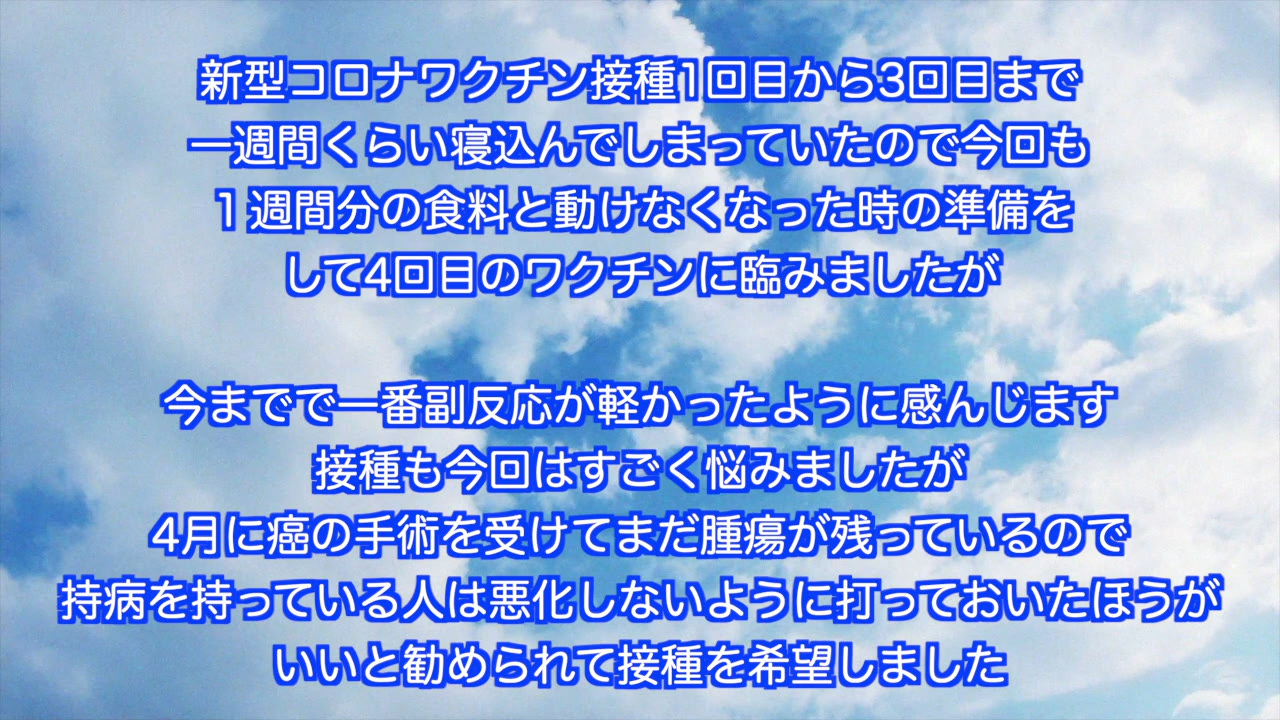 新型コロナワクチン接種1回目から3回目まで
一週間くらい寝込んでしまっていたので今回も
１週間分の食料と動けなくなった時の準備を
して4回目のワクチンに臨みましたが
今までで一番副反応が軽かったように感んじます
接種も今回はすごく悩みましたが
4月に癌の手術を受けてまだ腫瘍が残っているので
持病を持っている人は悪化しないように打っておいたほうが
いいと勧められて接種を希望しました